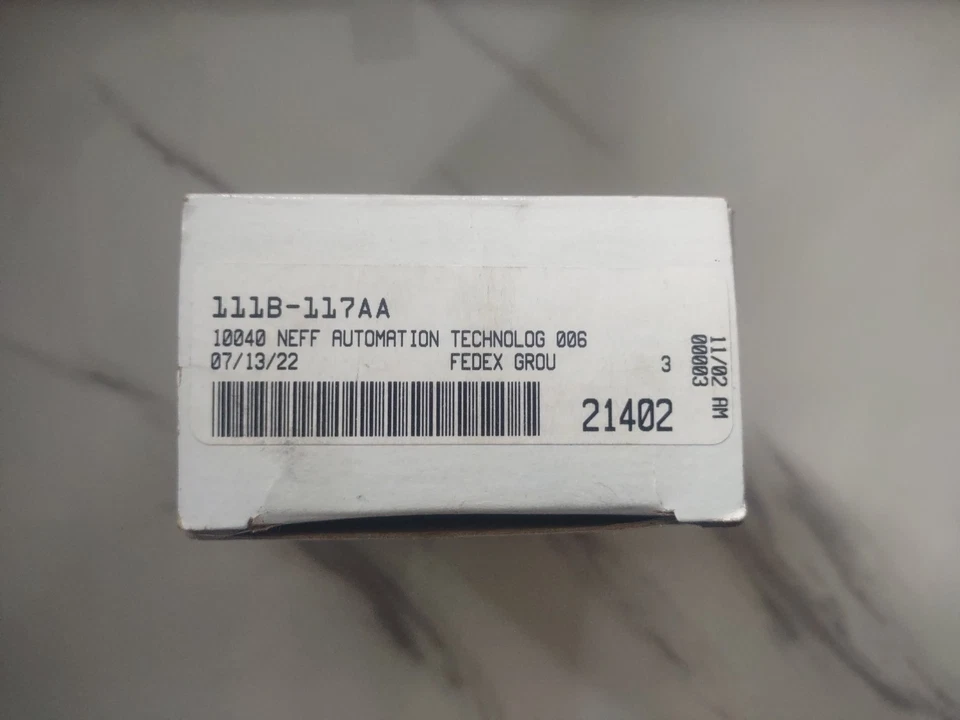 111B-117AA
10040 NEFF AUTOMATION TECHNOLOG 006
07/13/22 FEDEX GROU 3
21402
11/02 AM
00003